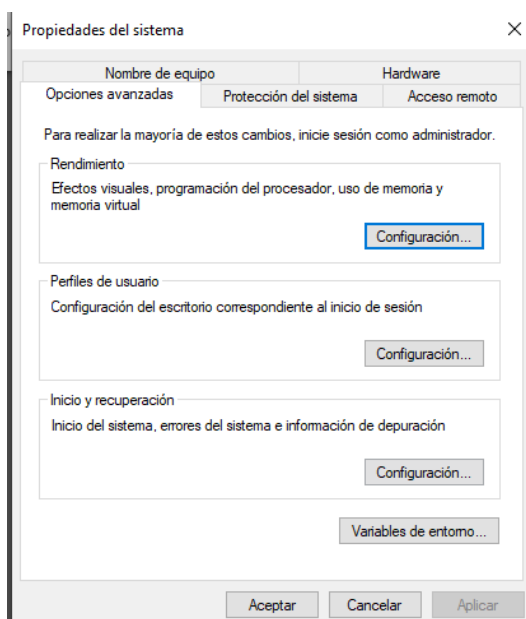 Propiedades del sistema
Nombre de equipo
Hardware
Opciones avanzadas
Protección del sistema
Acceso remoto
Para realizar la mayoría de estos cambios, inicie sesión como administrador.
Rendimiento
Efectos visuales, programación del procesador, uso de memoria y
memoria virtual
Configuración...
Perfiles de usuario
Configuración del escritorio correspondiente al inicio de sesión
Configuración...
Inicio y recuperación
Inicio del sistema, errores del sistema e información de depuración
Configuración...
Variables de entorno...
Aceptar
Cancelar
Aplicar